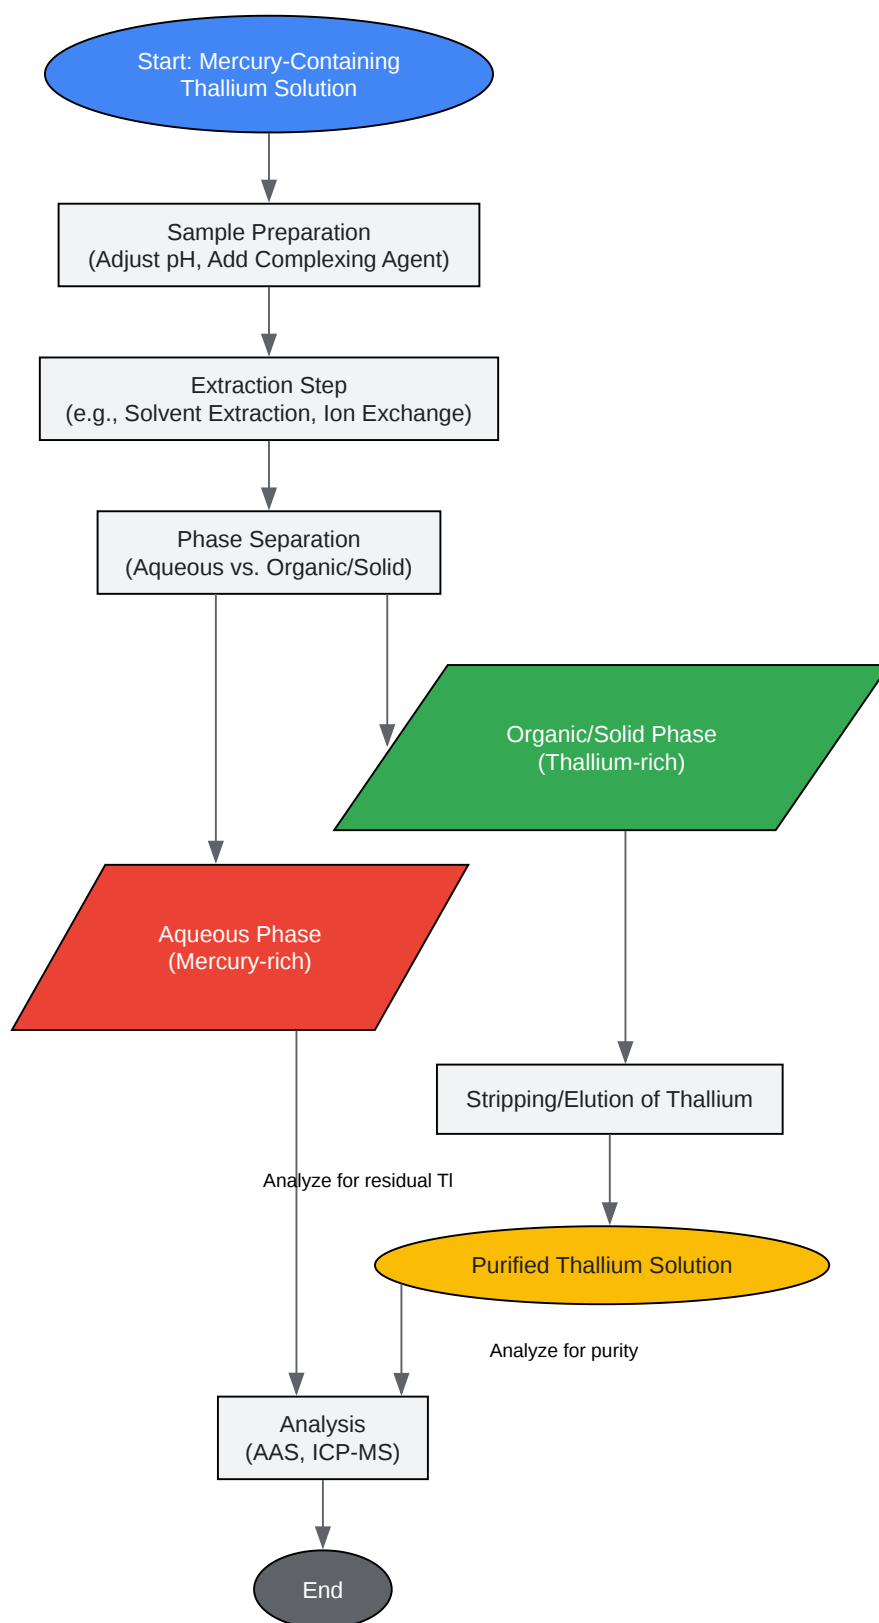 Start: Mercury-Containing
Thallium Solution
Sample Preparation
(Adjust pH, Add Complexing Agent)
Extraction Step
(e.g., Solvent Extraction, Ion Exchange)
Phase Separation
(Aqueous vs. Organic/Solid)
Organic/Solid Phase
(Thallium-rich)
Aqueous Phase
(Mercury-rich)
Stripping/Elution of Thallium
Analyze for residual Tl
Purified Thallium Solution
Analyze for purity
Analysis
(AAS, ICP-MS)
End